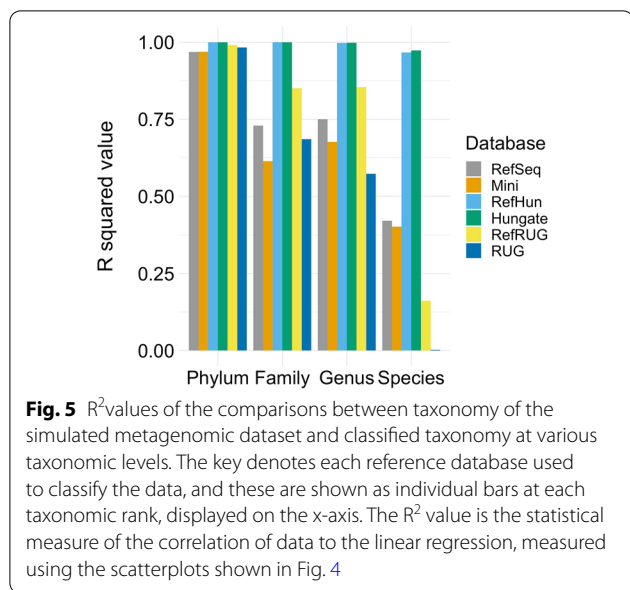 1.00
0.75
0.50
0.25
0.00
R squared value
Phylum Family Genus Species
Database
RefSeq
Mini
RefHun
Hungate
RefRUG
RUG
Fig. 5 R²values of the comparisons between taxonomy of the
simulated metagenomic dataset and classified taxonomy at various
taxonomic levels. The key denotes each reference database used
to classify the data, and these are shown as individual bars at each
taxonomic rank, displayed on the x-axis. The R² value is the statistical
measure of the correlation of data to the linear regression, measured
using the scatterplots shown in Fig. 4